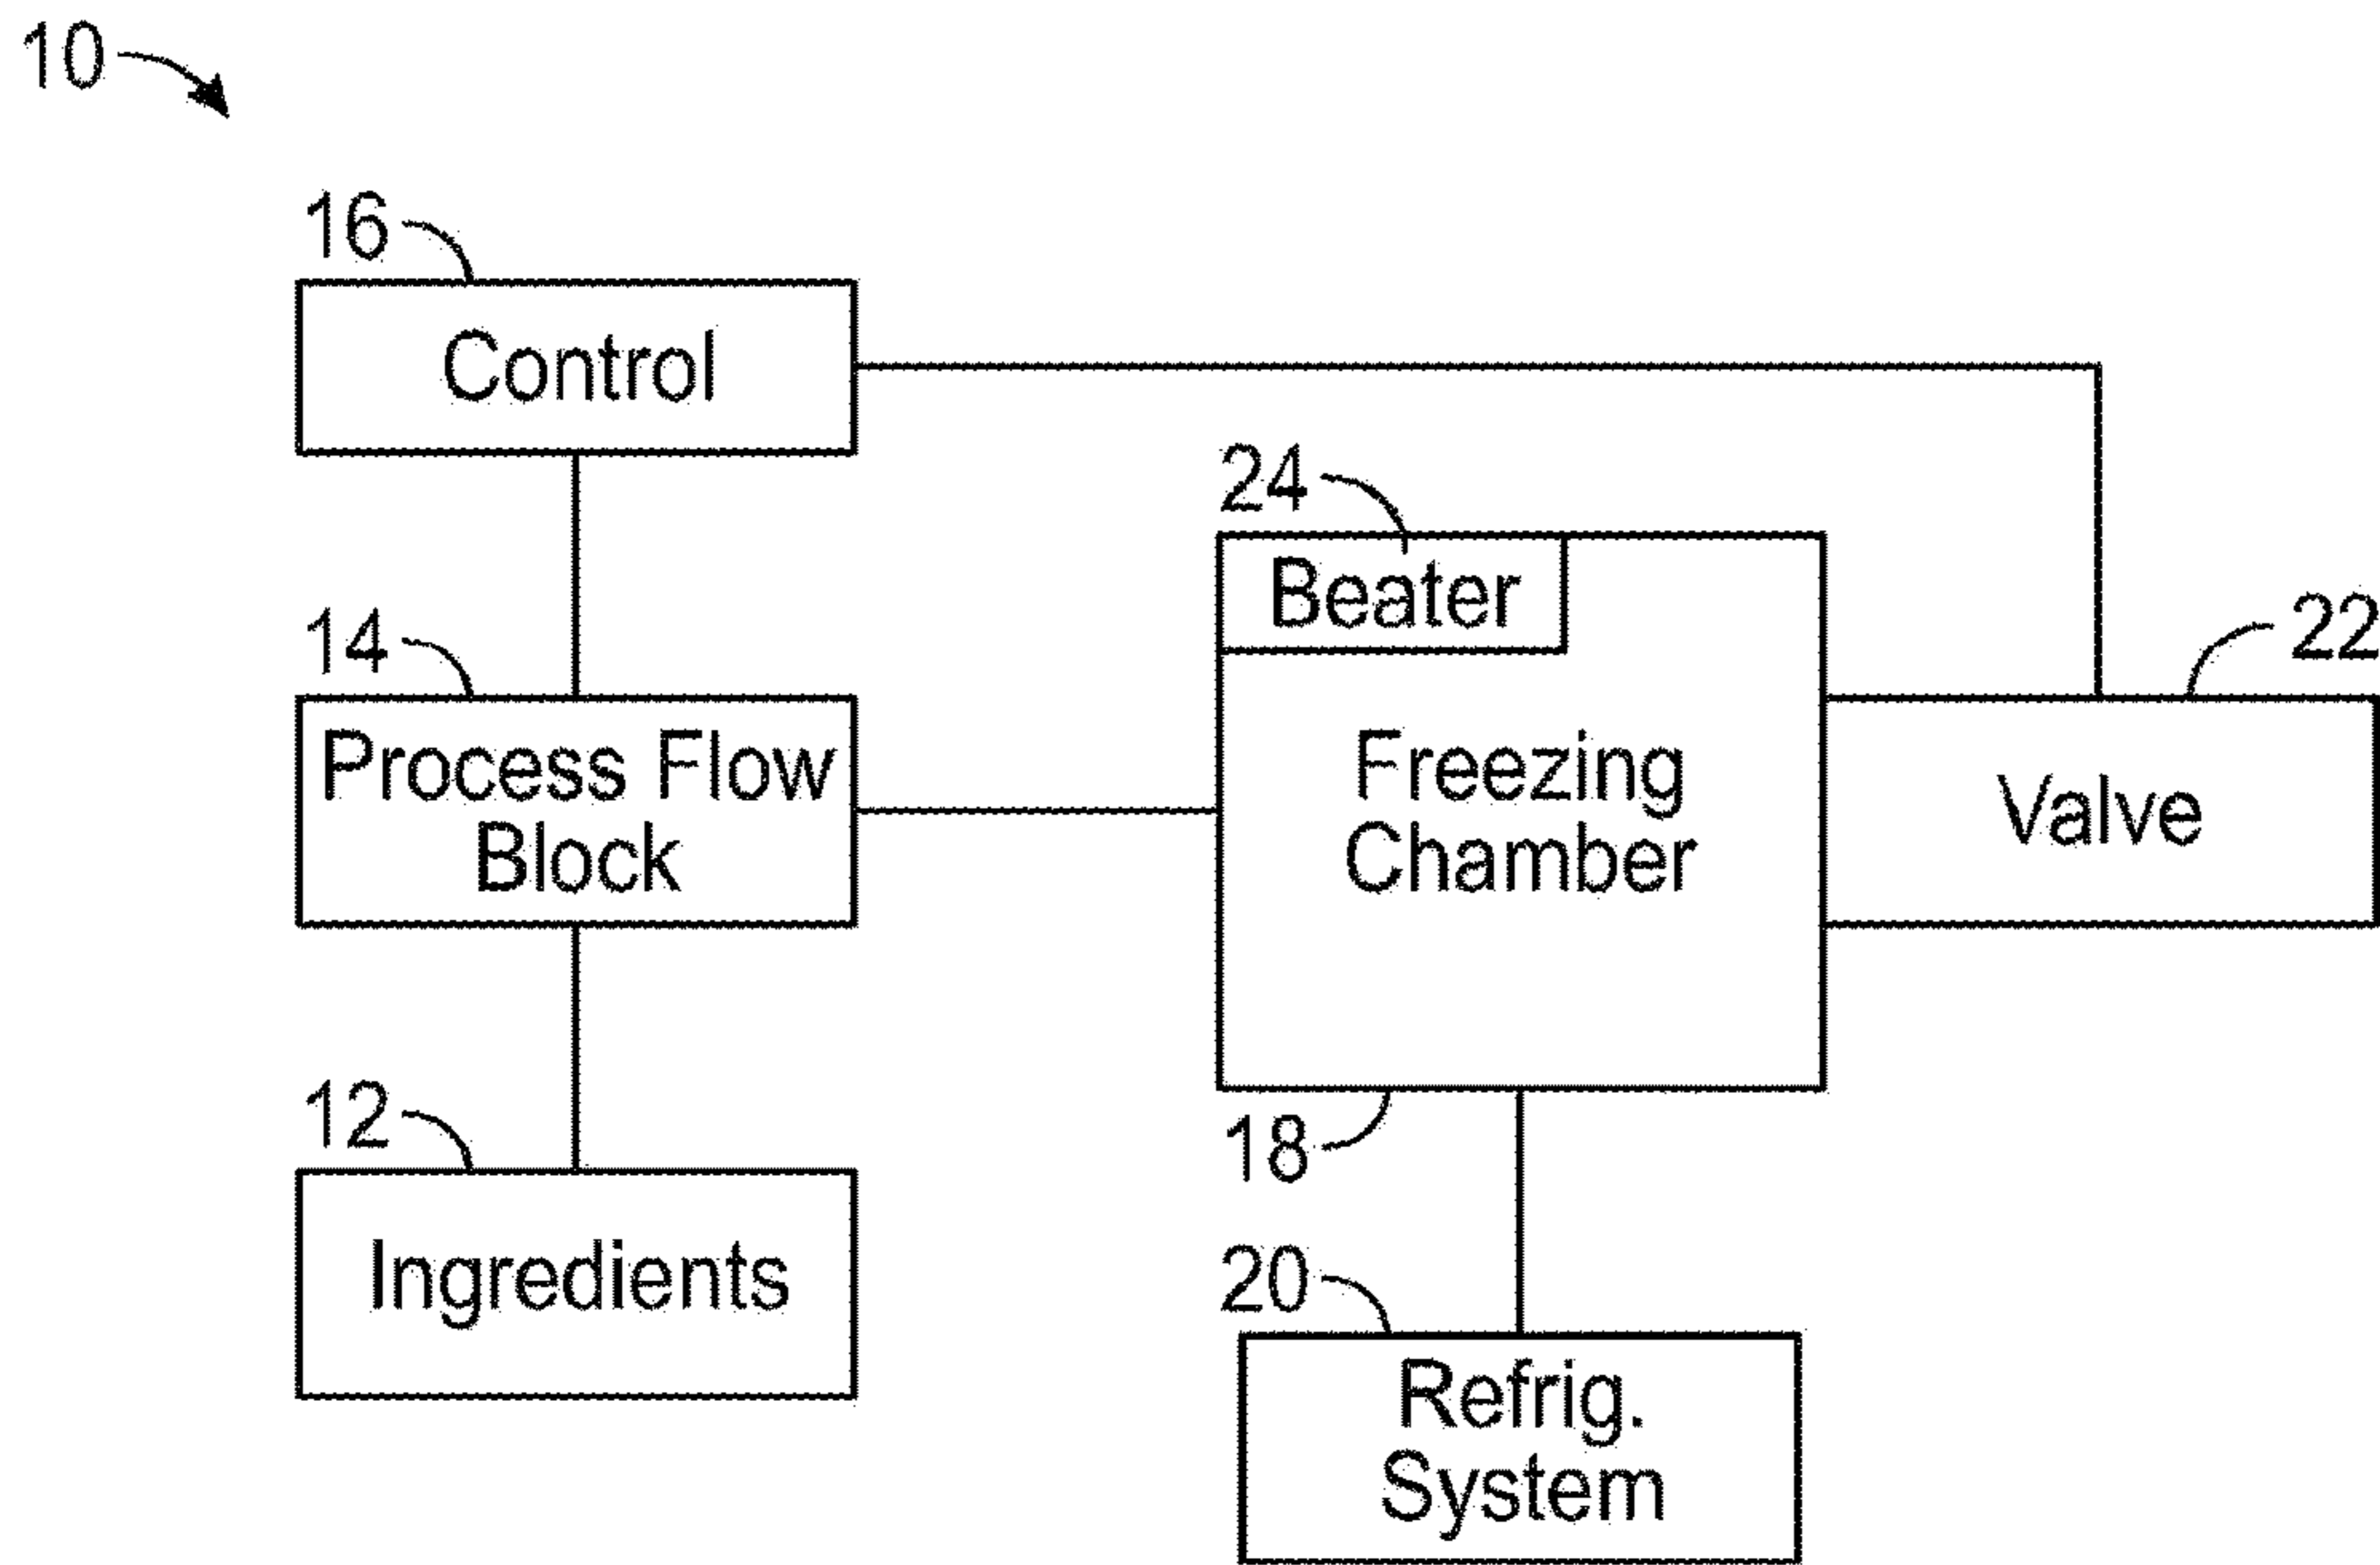 10
16
Control
24
Beater
14
22
Process Flow
Block
Freezing
Chamber
Valve
12
18
Ingredients
20
Refrig.
System